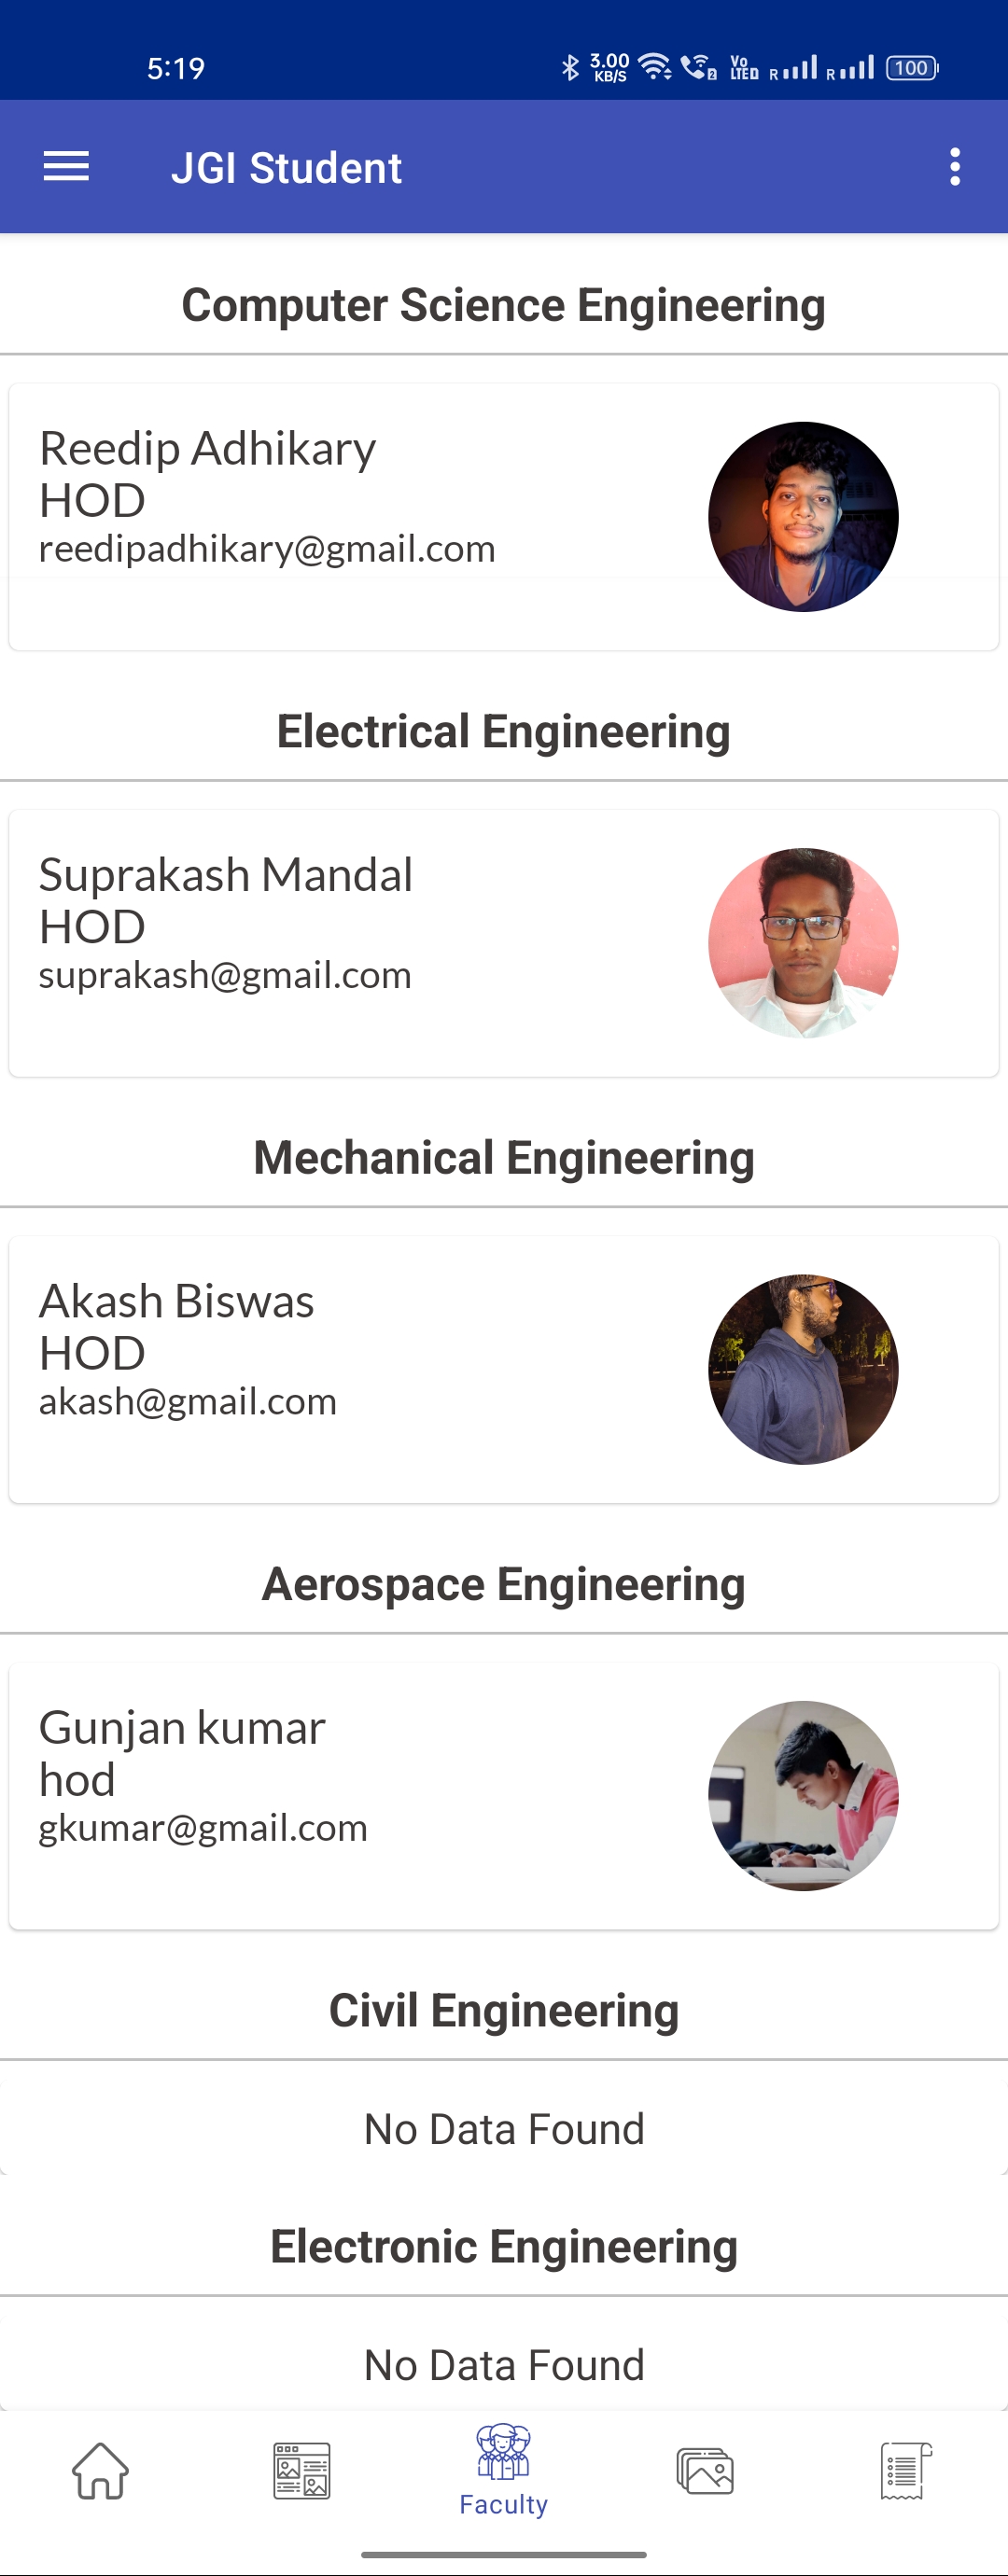 5:19
3.00
KB/S
2
Vo
LTE
R
R
100
JGI Student
Computer Science Engineering
Reedip Adhikary
HOD
reedipadhikary@gmail.com
Electrical Engineering
Suprakash Mandal
HOD
suprakash@gmail.com
Mechanical Engineering
Akash Biswas
HOD
akash@gmail.com
Aerospace Engineering
Gunjan kumar
hod
gkumar@gmail.com
Civil Engineering
No Data Found
Electronic Engineering
No Data Found
Faculty